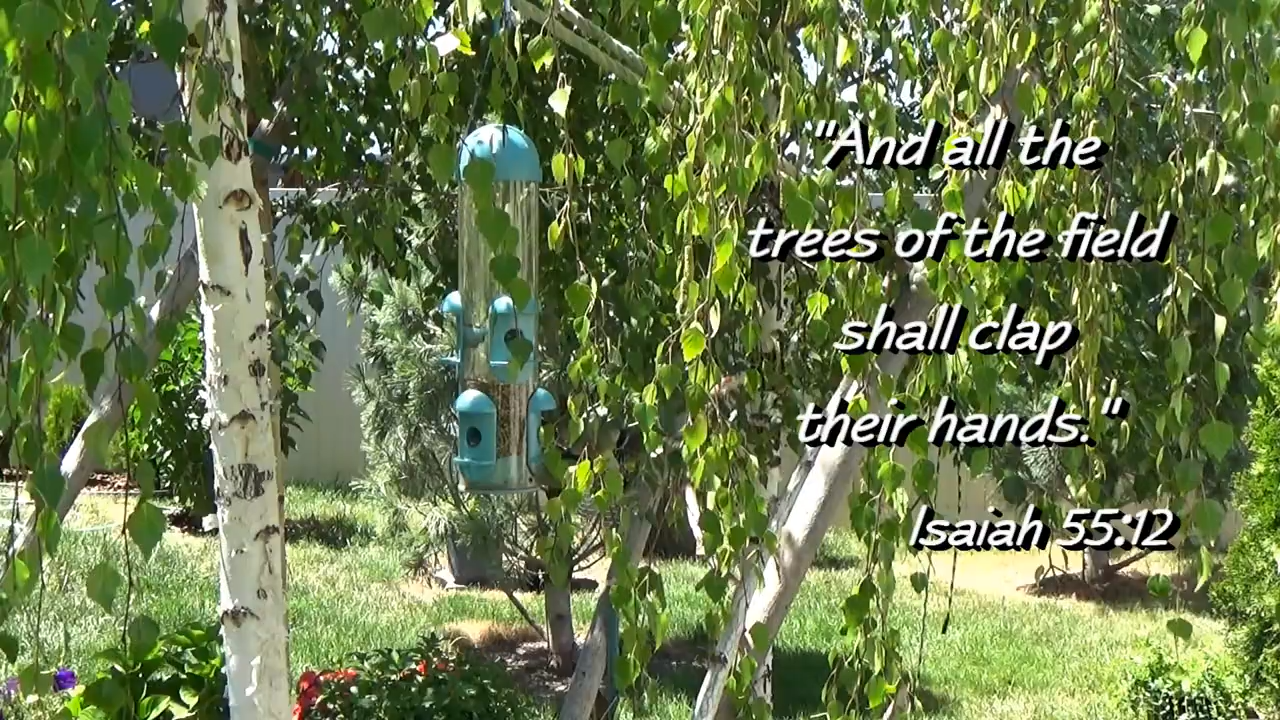 "And all the
trees of the field
shall clap
their hands."
Isaiah 55:12